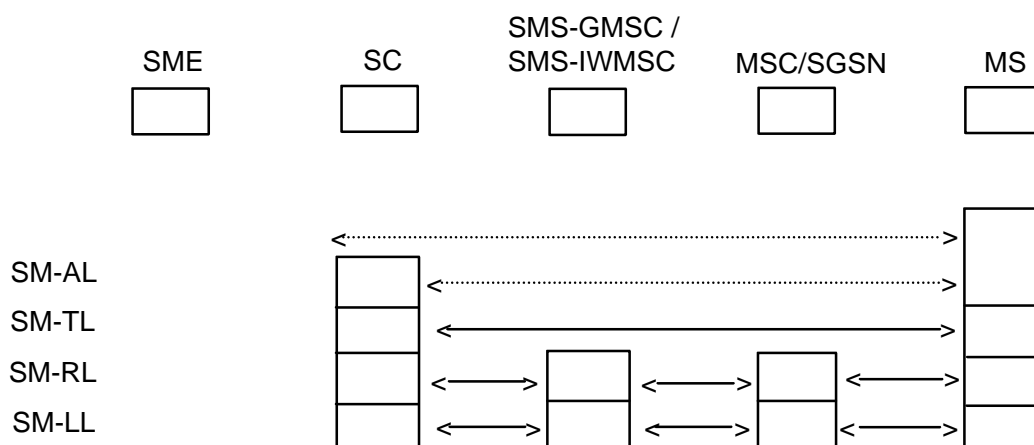 SME
SC
SMS-GMSC /
SMS-IWMSC
MSC/SGSN
MS
SM-AL
SM-TL
SM-RL
SM-LL